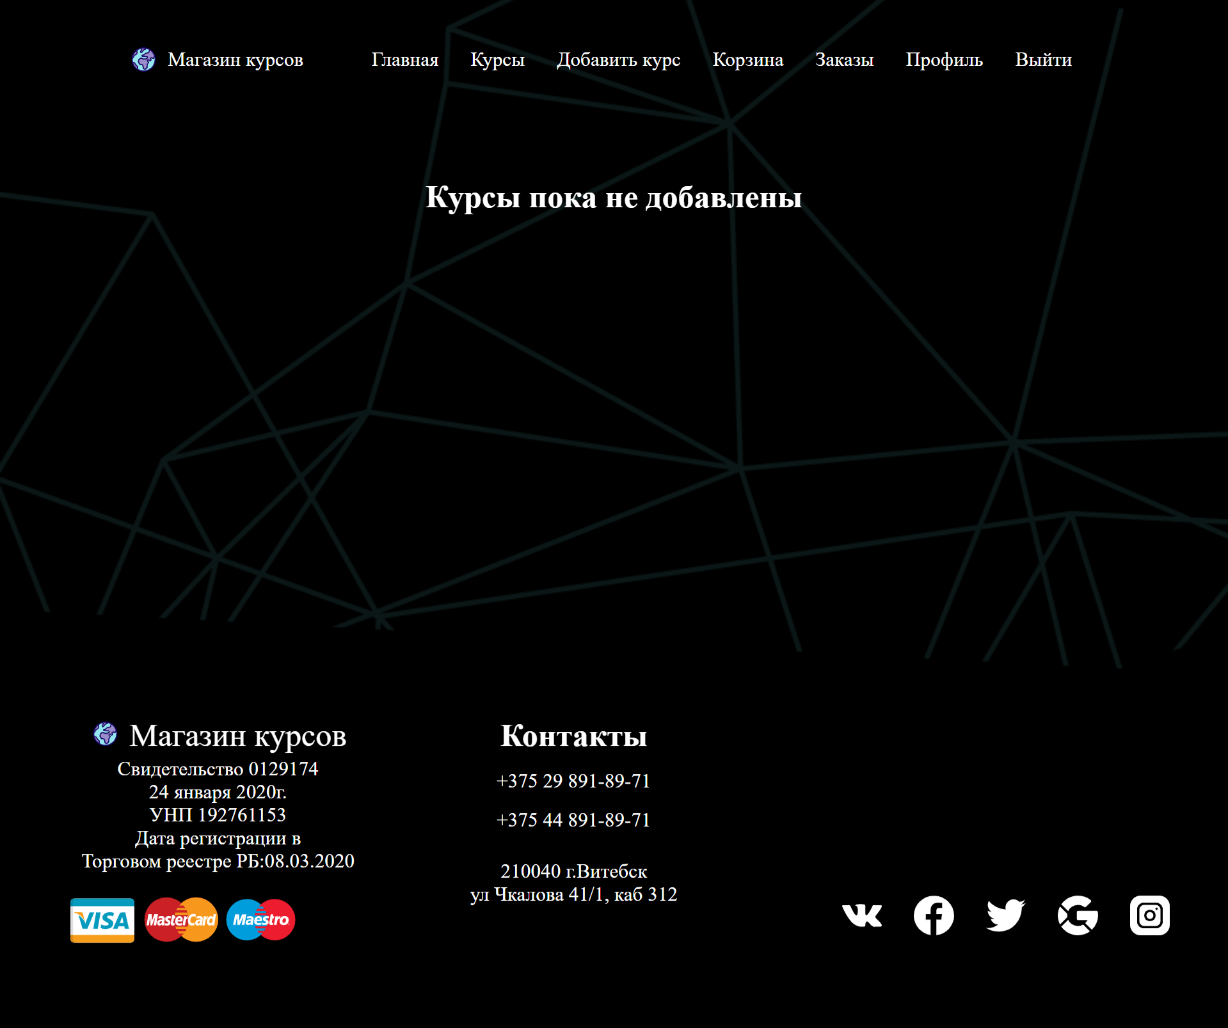 Магазин курсов
Главная
Курсы
Добавить курс
Корзина
Заказы
Профиль
Выйти
Курсы пока не добавлены
Магазин курсов
Свидетельство 0129174
24 января 2020г.
УНП 192761153
Дата регистрации в
Торговом реестре РБ:08.03.2020
VISA
MasterCard
Maestro
Контакты
+375 29 891-89-71
+375 44 891-89-71
210040 г.Витебск
ул Чкалова 41/1, каб 312